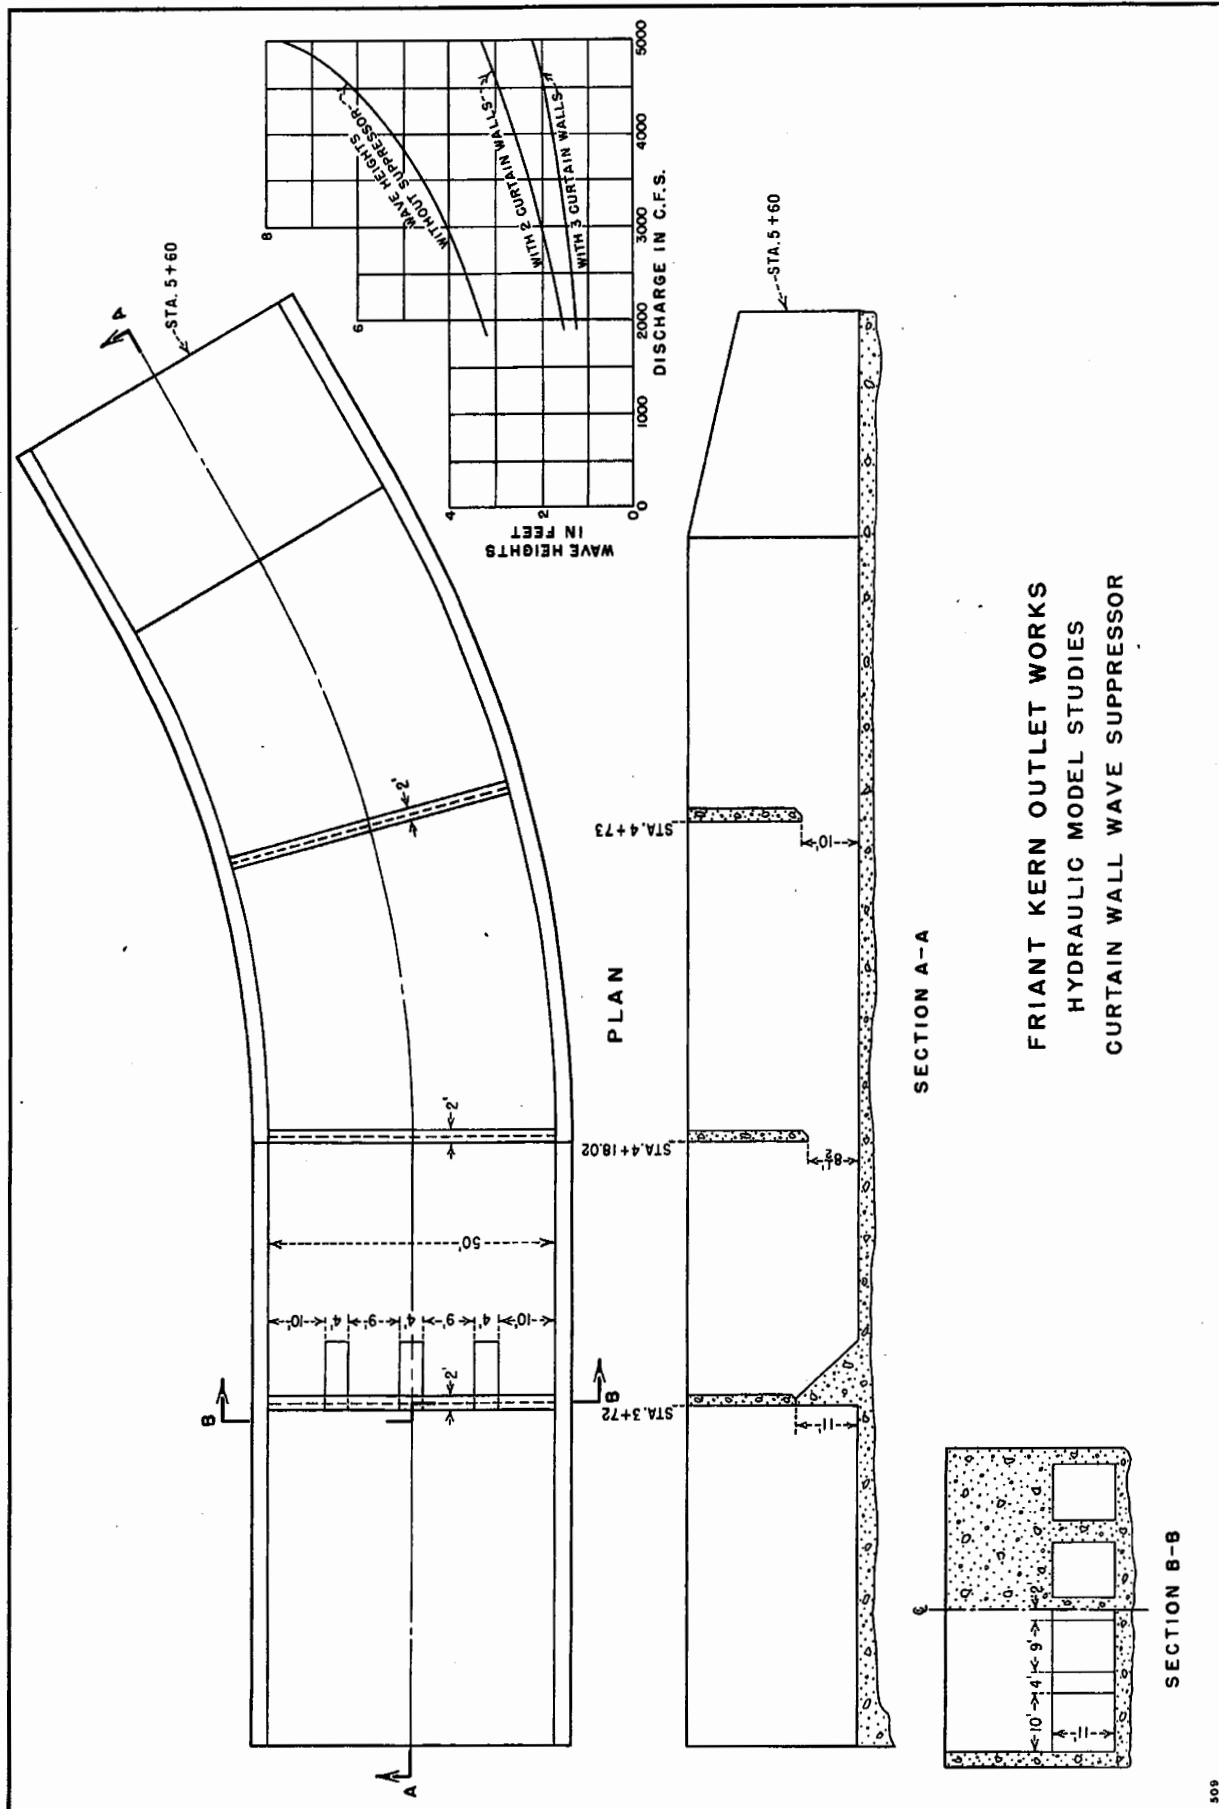 A
STA. 5+60
2'
2'
50'
10'
4'
9'
4'
9'
4'
10'
2'
B
B
A
PLAN
8
6
4
2
0
WAVE HEIGHTS
IN FEET
0
1000
2000
3000
4000
5000
DISCHARGE IN C.F.S.
WAVE HEIGHTS
WITHOUT SUPPRESSOR
WITH 2 CURTAIN WALLS
WITH 3 CURTAIN WALLS
STA. 3+72
11'
STA. 4+18.02
8½'
STA. 4+73
10'
STA. 5+60
SECTION A-A
℄
10'
4'
9'
2'
11'
SECTION B-B
FRIANT KERN OUTLET WORKS
HYDRAULIC MODEL STUDIES
CURTAIN WALL WAVE SUPPRESSOR
509